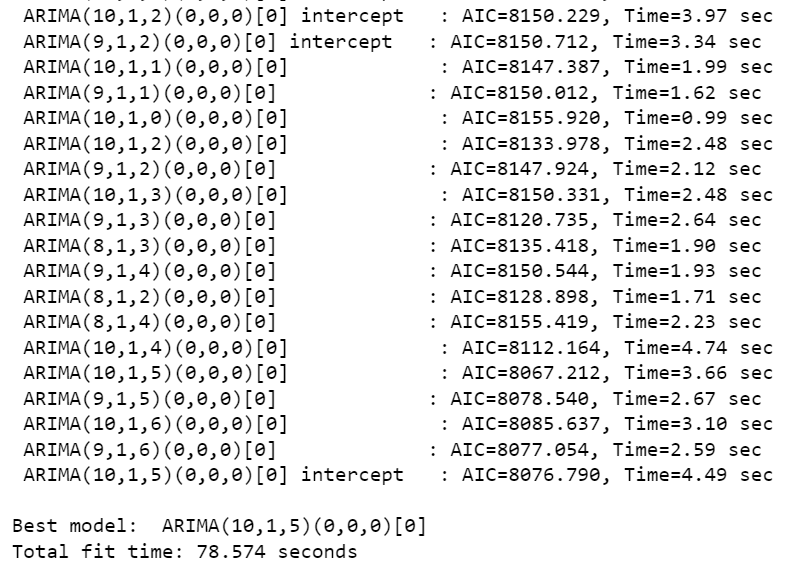 ARIMA(10,1,2)(0,0,0)[0] intercept   : AIC=8150.229, Time=3.97 sec
ARIMA(9,1,2)(0,0,0)[0] intercept   : AIC=8150.712, Time=3.34 sec
ARIMA(10,1,1)(0,0,0)[0]             : AIC=8147.387, Time=1.99 sec
ARIMA(9,1,1)(0,0,0)[0]             : AIC=8150.012, Time=1.62 sec
ARIMA(10,1,0)(0,0,0)[0]             : AIC=8155.920, Time=0.99 sec
ARIMA(10,1,2)(0,0,0)[0]             : AIC=8133.978, Time=2.48 sec
ARIMA(9,1,2)(0,0,0)[0]             : AIC=8147.924, Time=2.12 sec
ARIMA(10,1,3)(0,0,0)[0]             : AIC=8150.331, Time=2.48 sec
ARIMA(9,1,3)(0,0,0)[0]             : AIC=8120.735, Time=2.64 sec
ARIMA(8,1,3)(0,0,0)[0]             : AIC=8135.418, Time=1.90 sec
ARIMA(9,1,4)(0,0,0)[0]             : AIC=8150.544, Time=1.93 sec
ARIMA(8,1,2)(0,0,0)[0]             : AIC=8128.898, Time=1.71 sec
ARIMA(8,1,4)(0,0,0)[0]             : AIC=8155.419, Time=2.23 sec
ARIMA(10,1,4)(0,0,0)[0]             : AIC=8112.164, Time=4.74 sec
ARIMA(10,1,5)(0,0,0)[0]             : AIC=8067.212, Time=3.66 sec
ARIMA(9,1,5)(0,0,0)[0]             : AIC=8078.540, Time=2.67 sec
ARIMA(10,1,6)(0,0,0)[0]             : AIC=8085.637, Time=3.10 sec
ARIMA(9,1,6)(0,0,0)[0]             : AIC=8077.054, Time=2.59 sec
ARIMA(10,1,5)(0,0,0)[0] intercept   : AIC=8076.790, Time=4.49 sec
Best model:  ARIMA(10,1,5)(0,0,0)[0]
Total fit time: 78.574 seconds